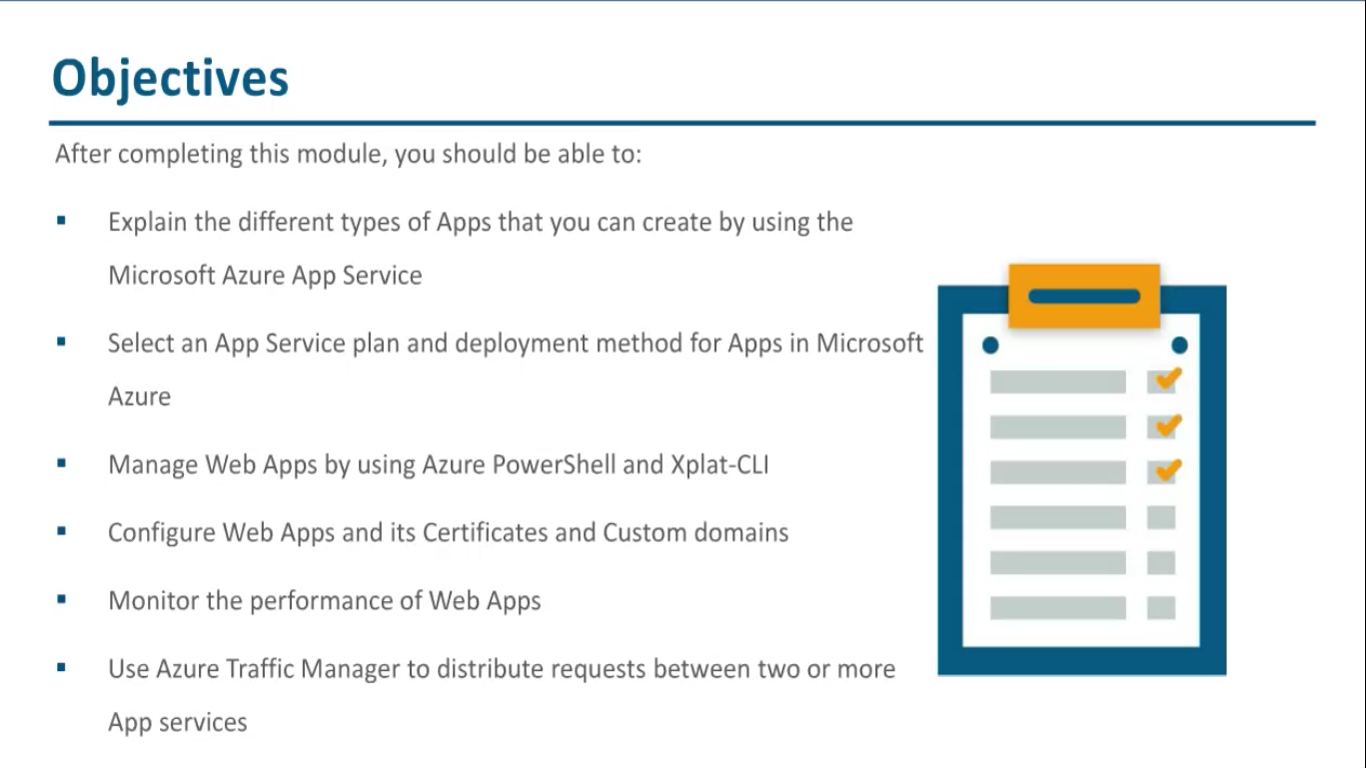 Objectives
After completing this module, you should be able to:
▪ Explain the different types of Apps that you can create by using the
Microsoft Azure App Service
▪ Select an App Service plan and deployment method for Apps in Microsoft
Azure
▪ Manage Web Apps by using Azure PowerShell and Xplat-CLI
▪ Configure Web Apps and its Certificates and Custom domains
▪ Monitor the performance of Web Apps
▪ Use Azure Traffic Manager to distribute requests between two or more
App services